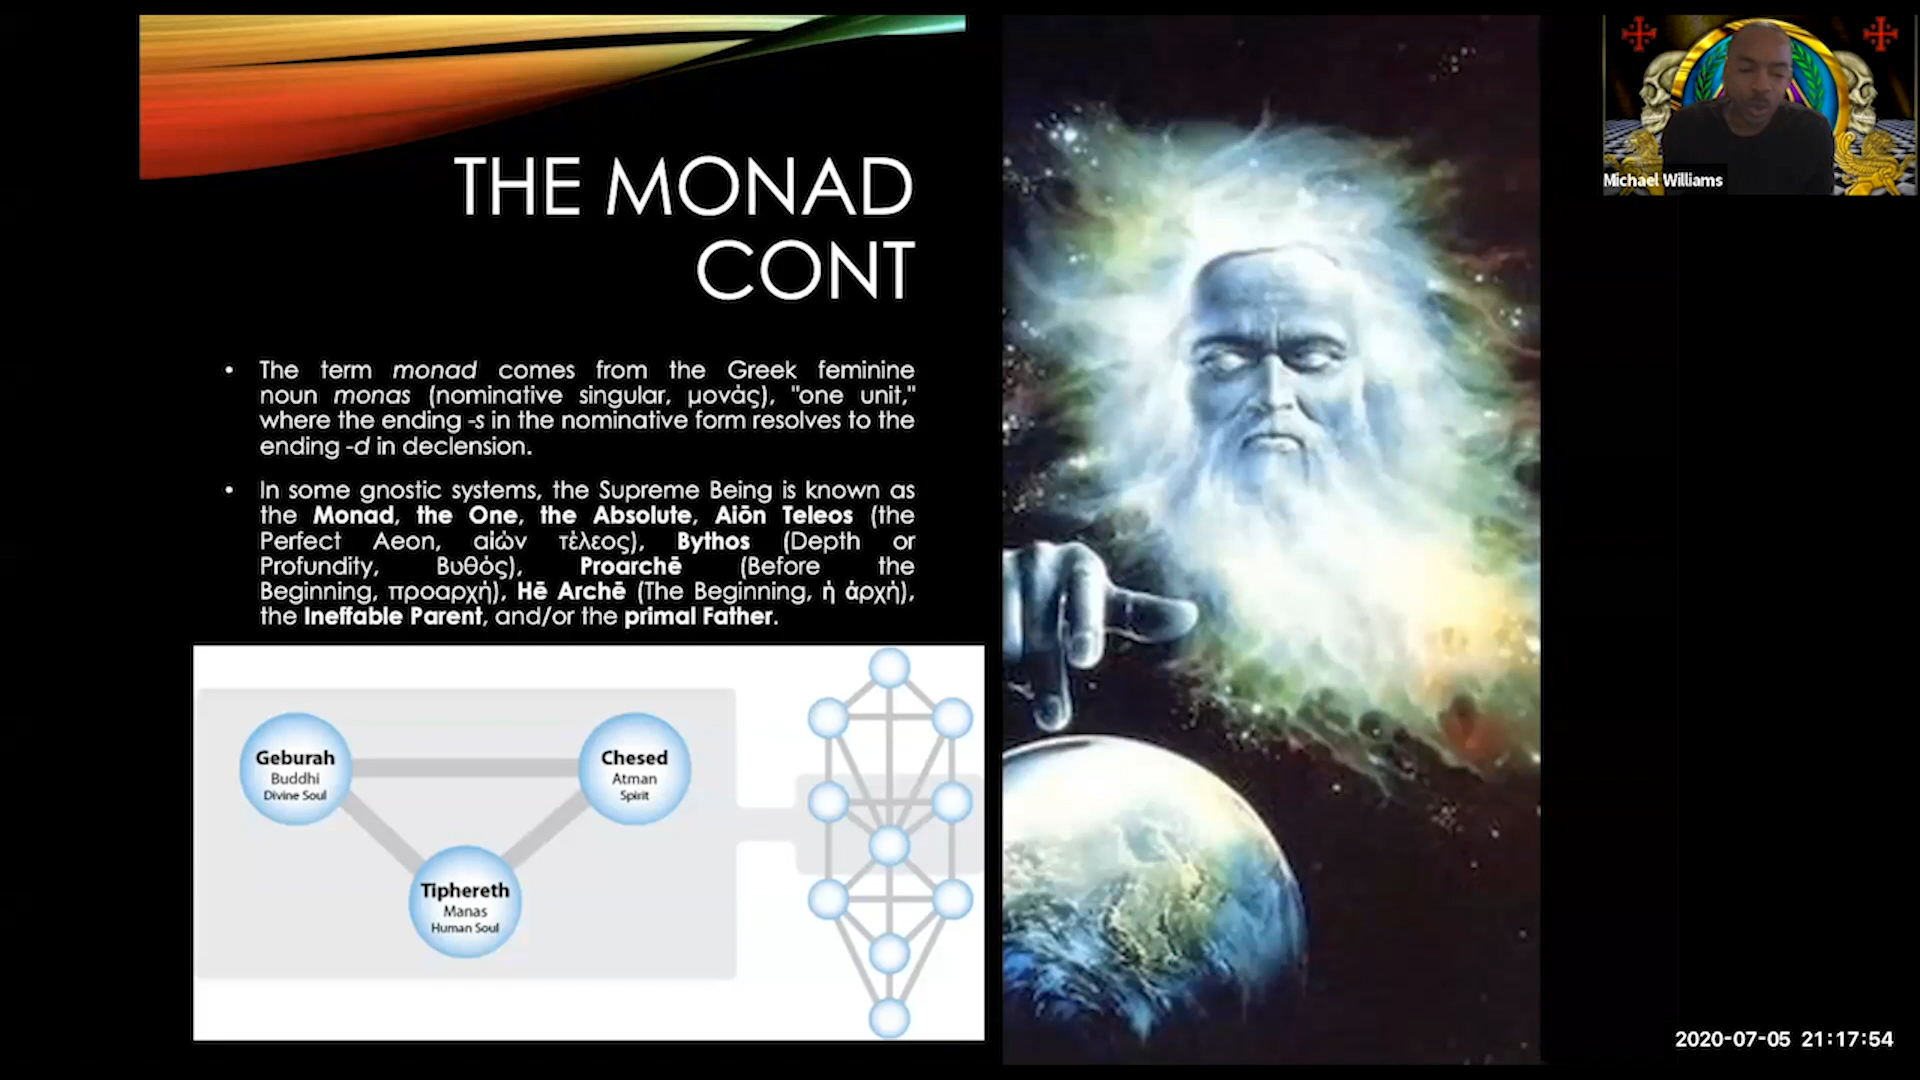 THE MONAD
CONT
• The term monad comes from the Greek feminine
noun monas (nominative singular, μονάς), "one unit,"
where the ending -s in the nominative form resolves to the
ending -d in declension.
• In some gnostic systems, the Supreme Being is known as
the Monad, the One, the Absolute, Aiōn Teleos (the
Perfect Aeon, αἰών τέλεος), Bythos (Depth or
Profundity, Βυθός), Proarchē (Before the
Beginning, προαρχή), Hē Archē (The Beginning, ἡ ἀρχή),
the Ineffable Parent, and/or the primal Father.
Geburah
Buddhi
Divine Soul
Chesed
Atman
Spirit
Tiphereth
Manas
Human Soul
Michael Williams
2020-07-05 21:17:54